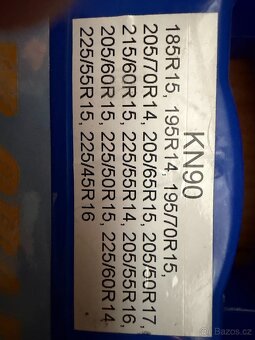 KN90
185R15, 195R14, 195/70R15,
205/70R14, 205/65R15, 205/50R17,
215/60R15, 225/55R14, 205/55R16,
205/60R15, 225/50R15, 225/60R14
225/55R15, 225/45R16
Bazoš.cz